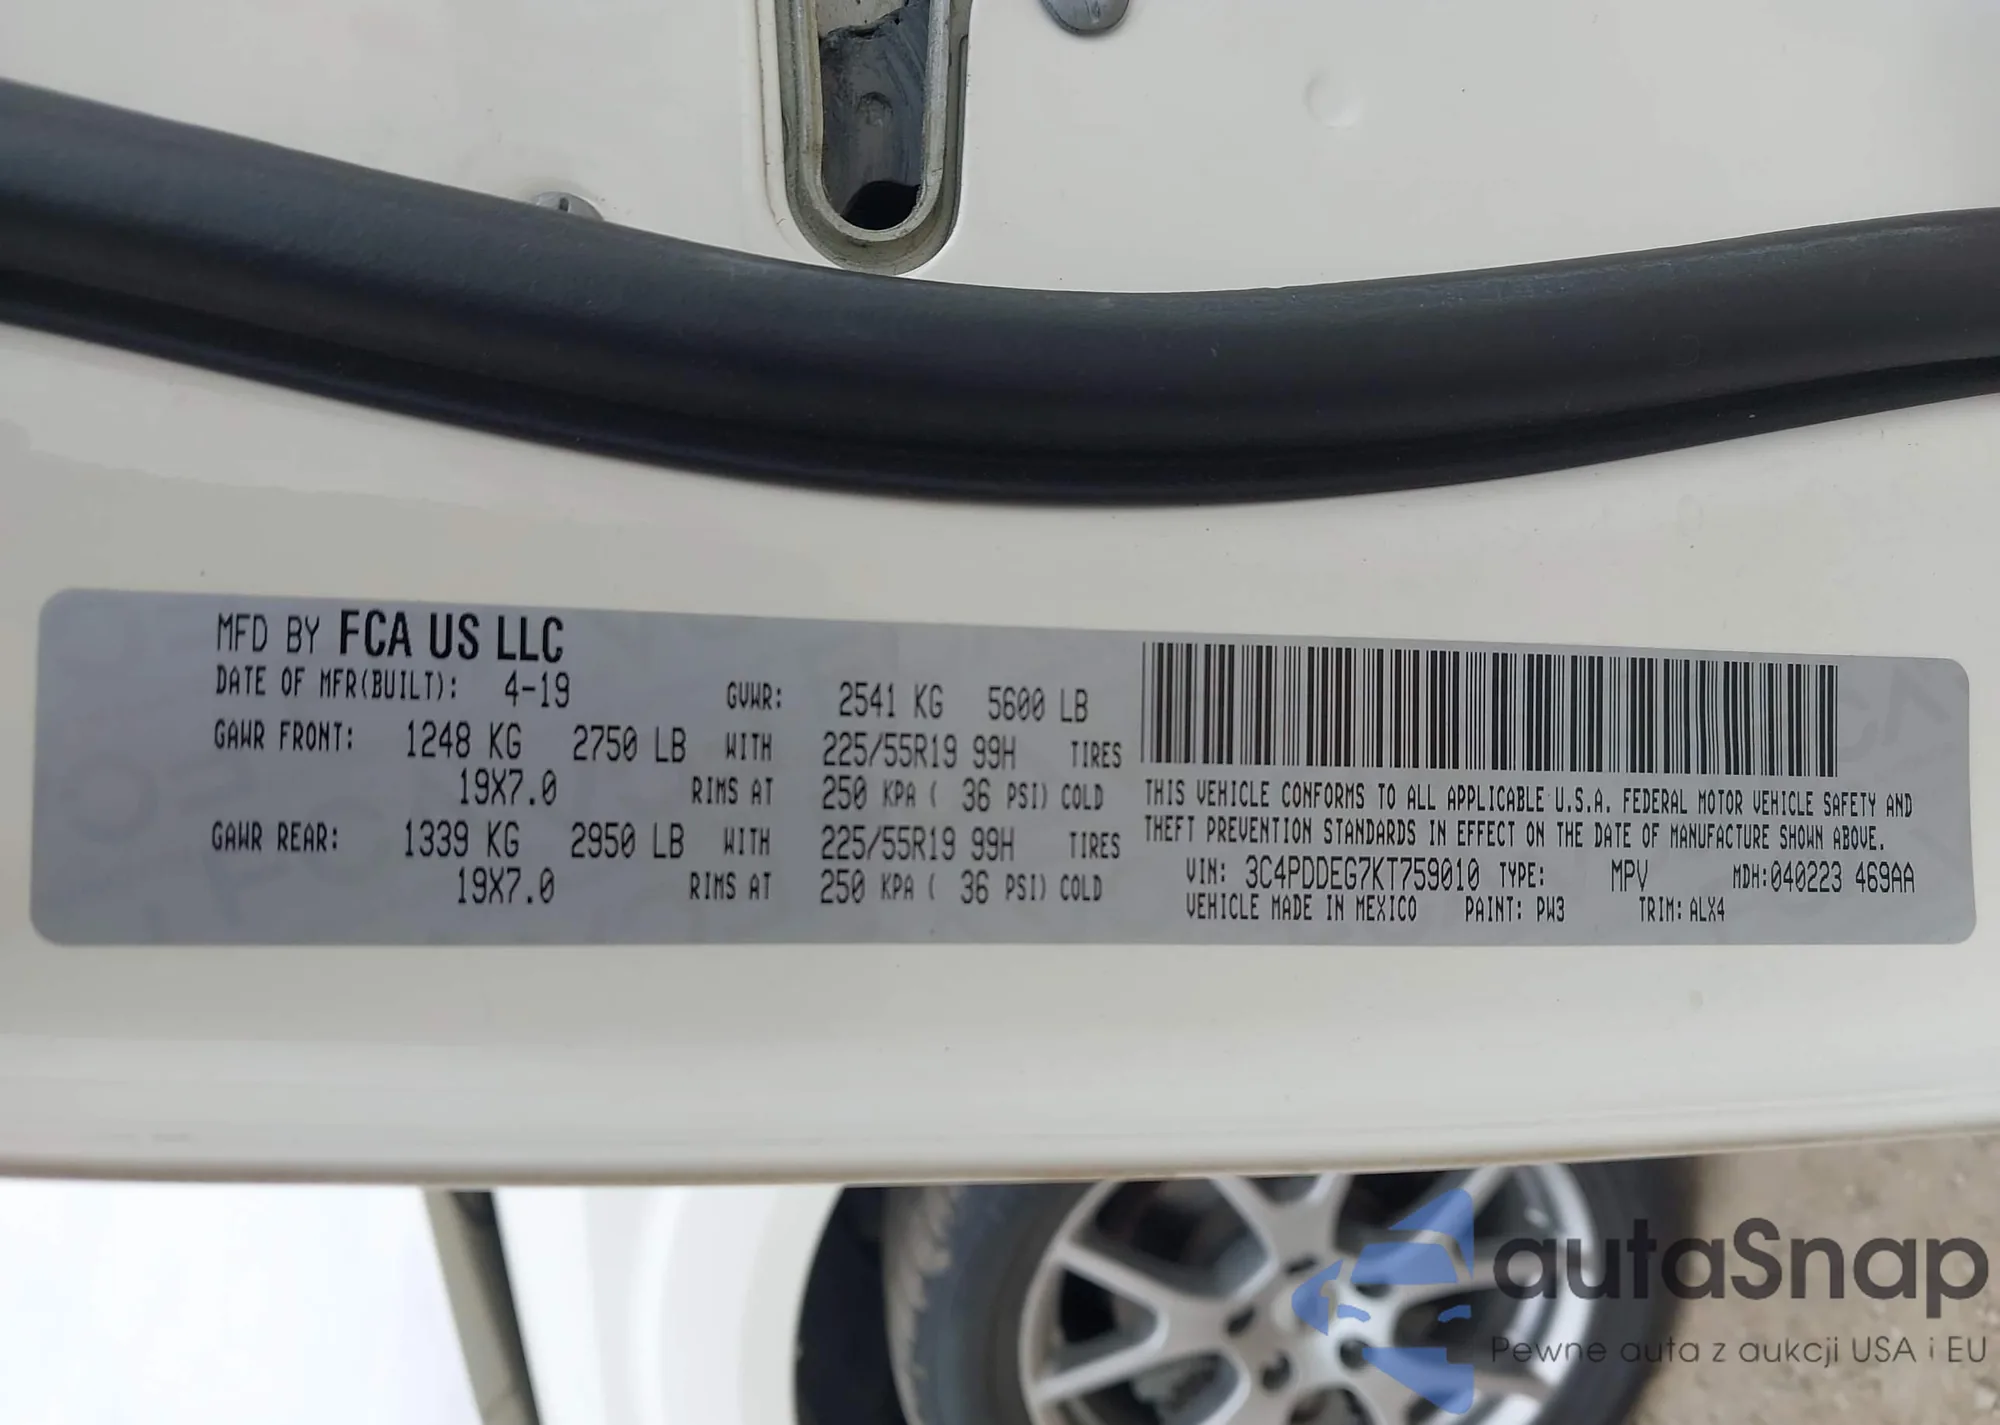 MFD BY FCA US LLC
DATE OF MFR(BUILT): 4-19 GVWR: 2541 KG 5600 LB
GAWR FRONT: 1248 KG 2750 LB WITH 225/55R19 99H TIRES
19X7.0 RIMS AT 250 KPA ( 36 PSI) COLD
GAWR REAR: 1339 KG 2950 LB WITH 225/55R19 99H TIRES
19X7.0 RIMS AT 250 KPA ( 36 PSI) COLD
THIS VEHICLE CONFORMS TO ALL APPLICABLE U.S.A. FEDERAL MOTOR VEHICLE SAFETY AND
THEFT PREVENTION STANDARDS IN EFFECT ON THE DATE OF MANUFACTURE SHOWN ABOVE.
VIN: 3C4PDDEG7KT759010 TYPE: MPV MDH:040223 469AA
VEHICLE MADE IN MEXICO PAINT: PW3 TRIM: ALX4
autaSnap
Pewne auta z aukcji USA i EU